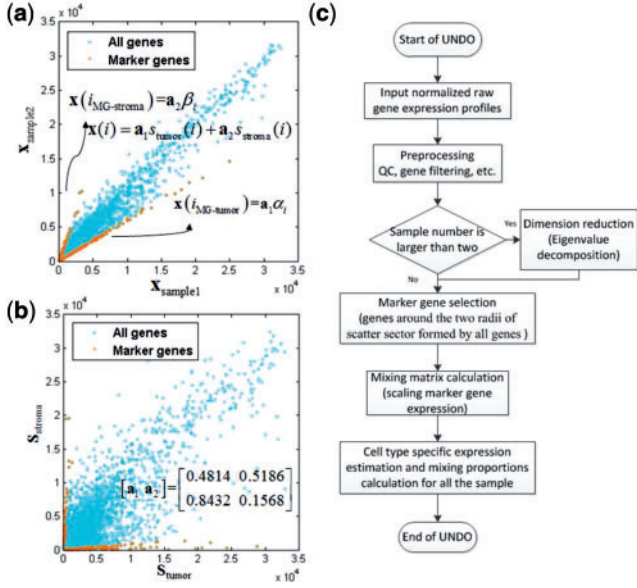 (a)
x 10⁴
3.5
3
2.5
2
1.5
1
0.5
0
All genes
Marker genes
x(i_MG-stroma)=a₂β_i
x(i)=a₁s_tumor(i)+a₂s_stroma(i)
x(i_MG-tumor)=a₁α_i
x_sample2
0 0.5 1 1.5 2 2.5 3 3.5
x_sample1
x 10⁴
(b)
x 10⁴
3.5
3
2.5
2
1.5
1
0.5
0
All genes
Marker genes
[a₁ a₂]=[0.4814 0.5186
0.8432 0.1568]
S_stroma
0 0.5 1 1.5 2 2.5 3 3.5
S_tumor
x 10⁴
(c)
Start of UNDO
Input normalized raw
gene expression profiles
Preprocessing
QC, gene filtering, etc.
Sample number is
larger than two
Yes
Dimension reduction
(Eigenvalue
decomposition)
No
Marker gene selection
(genes around the two radii of
scatter sector formed by all genes )
Mixing matrix calculation
(scaling marker gene
expression)
Cell type specific expression
estimation and mixing proportions
calculation for all the sample
End of UNDO